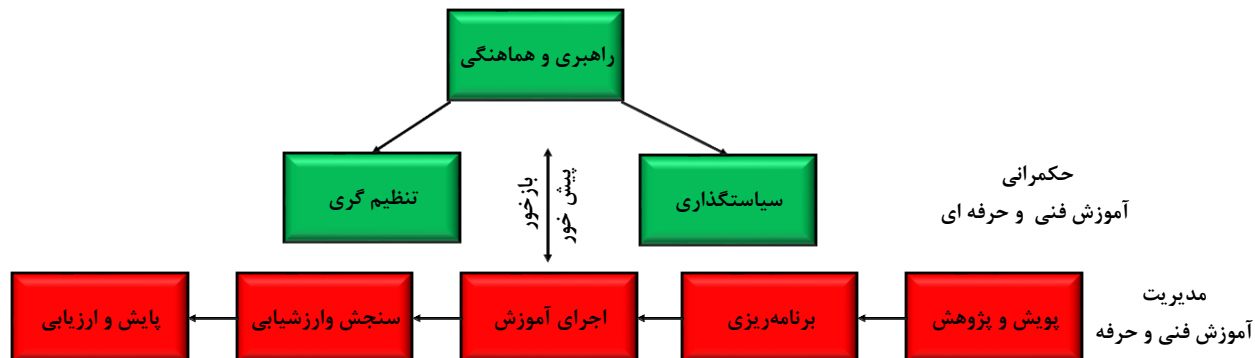 راهبری و هماهنگی
سیاستگذاری
تنظیم گری
بازخور
پیش خور
حکمرانی
آموزش فنی و حرفه ای
مدیریت
آموزش فنی و حرفه
پویش و پژوهش
برنامه‌ریزی
اجرای آموزش
سنجش وارزشیابی
پایش و ارزیابی